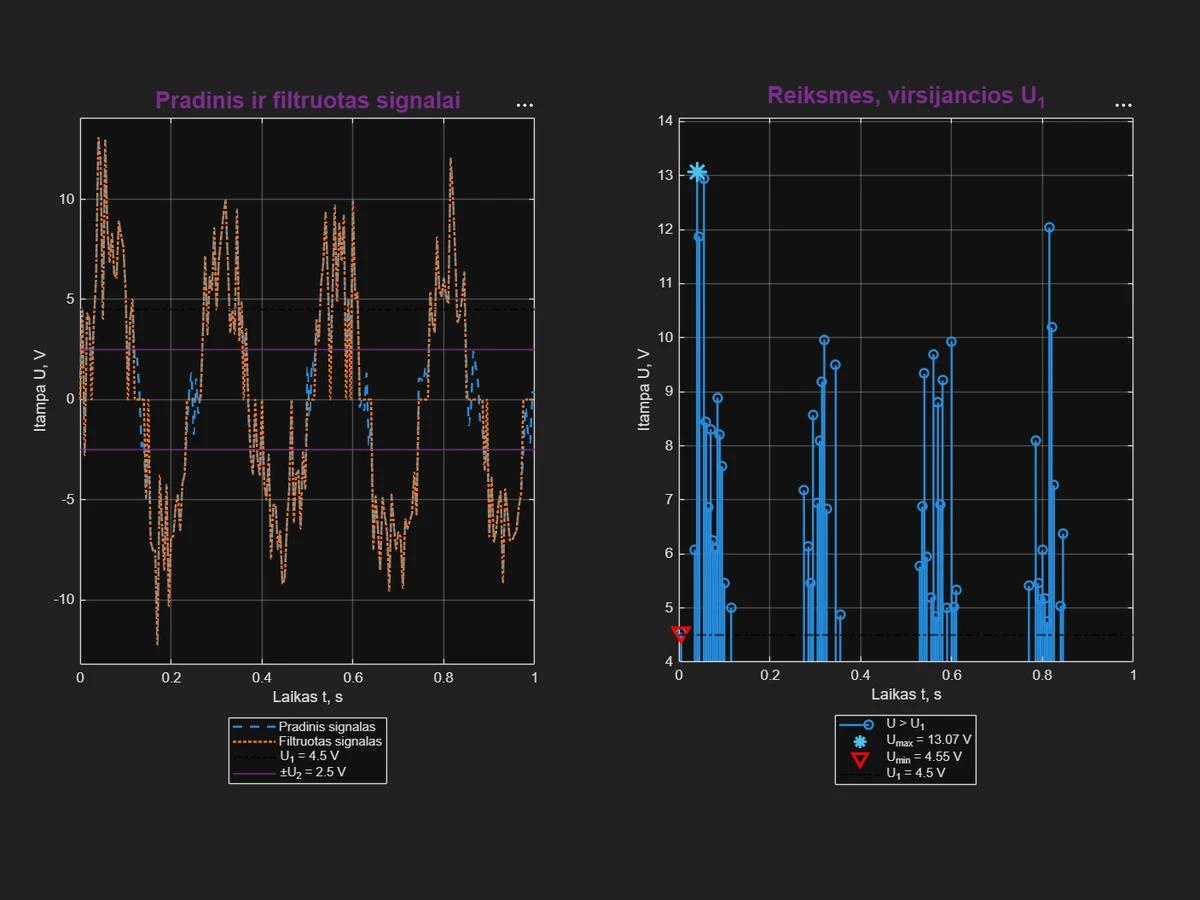 Pradinis ir filtruotas signalai
...
10
5
0
-5
-10
Itampa U, V
0
0.2
0.4
0.6
0.8
1
Laikas t, s
Pradinis signalas
Filtruotas signalas
U₁ = 4.5 V
±U₂ = 2.5 V
Reiksmes, virsijancios U₁
...
14
13
12
11
10
9
8
7
6
5
4
Itampa U, V
0
0.2
0.4
0.6
0.8
1
Laikas t, s
U > U₁
Umax = 13.07 V
Umin = 4.55 V
U₁ = 4.5 V